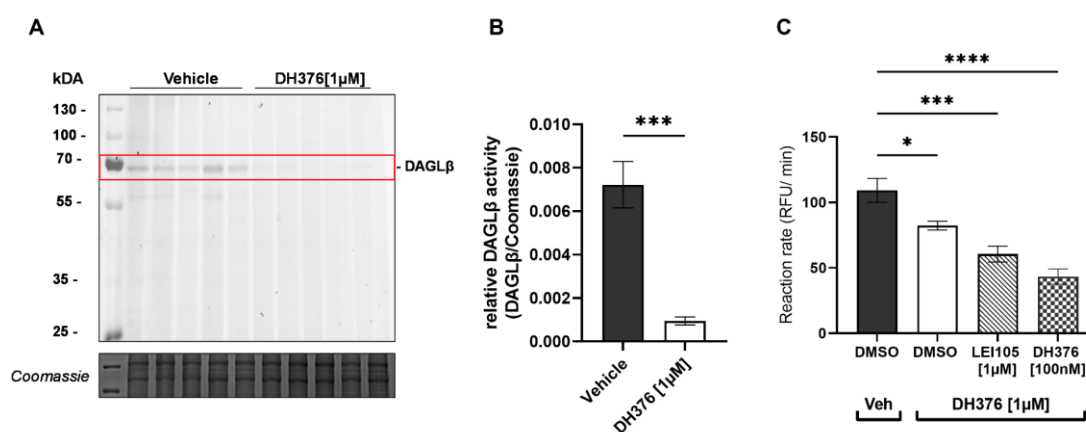 A
kDA
Vehicle
DH376[1µM]
130 -
100 -
70 -
55 -
35 -
25 -
- DAGLβ
Coomassie
B
relative DAGLβ activity
(DAGLβ/Coomassie)
0.010
0.008
0.006
0.004
0.002
0.000
***
Vehicle
DH376 [1µM]
C
Reaction rate (RFU/ min)
150
100
50
0
****
***
*
DMSO
DMSO
LEI105
[1µM]
DH376
[100nM]
Veh
DH376 [1µM]